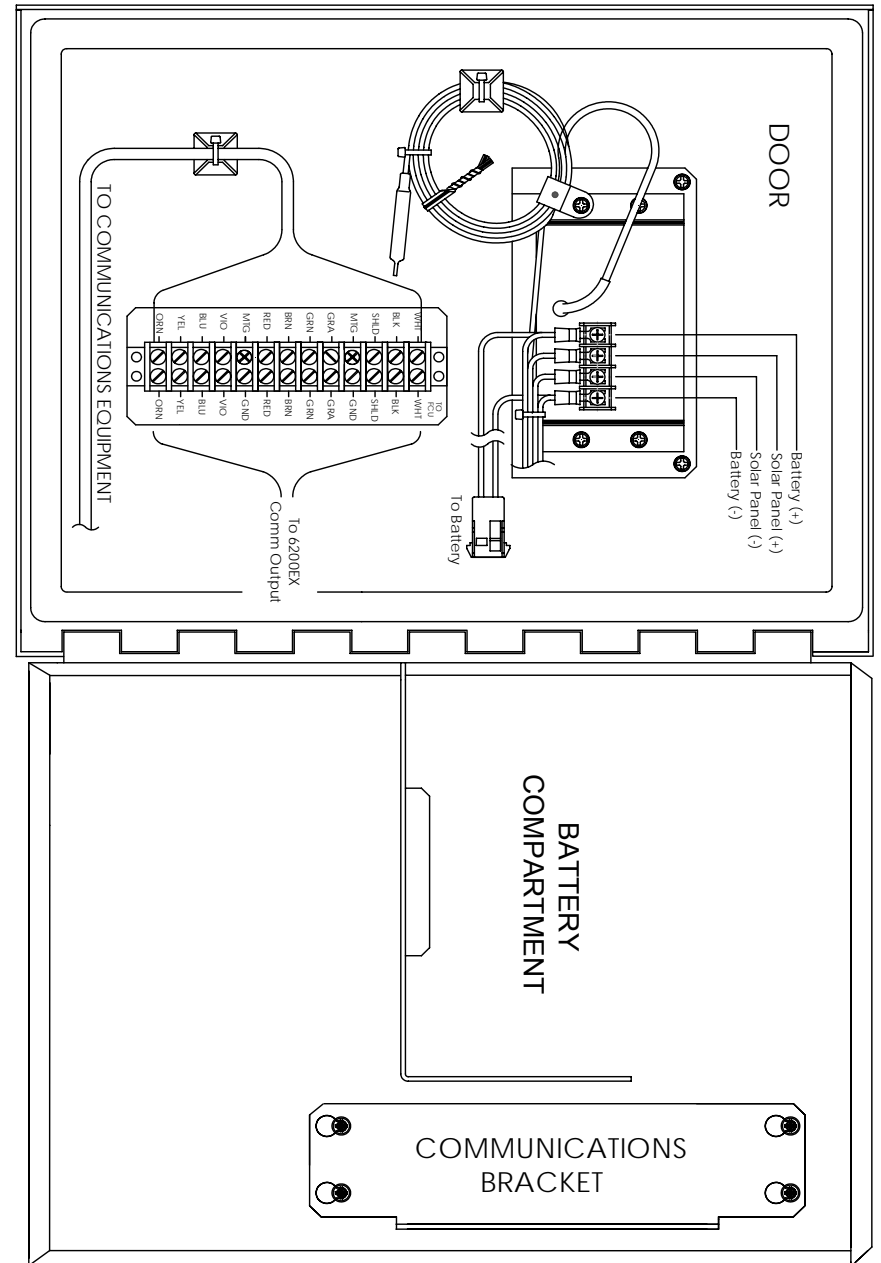 DOOR
Battery (+)
Solar Panel (+)
Solar Panel (-)
Battery (-)
To Battery
TO
FCU
WHT WHT
BLK BLK
SHLD SHLD
MTG GND
GRA GRA
GRN GRN
BRN BRN
RED RED
MTG GND
VIO VIO
BLU BLU
YEL YEL
ORN ORN
To 6200EX
Comm Output
TO COMMUNICATIONS EQUIPMENT
BATTERY
COMPARTMENT
COMMUNICATIONS
BRACKET